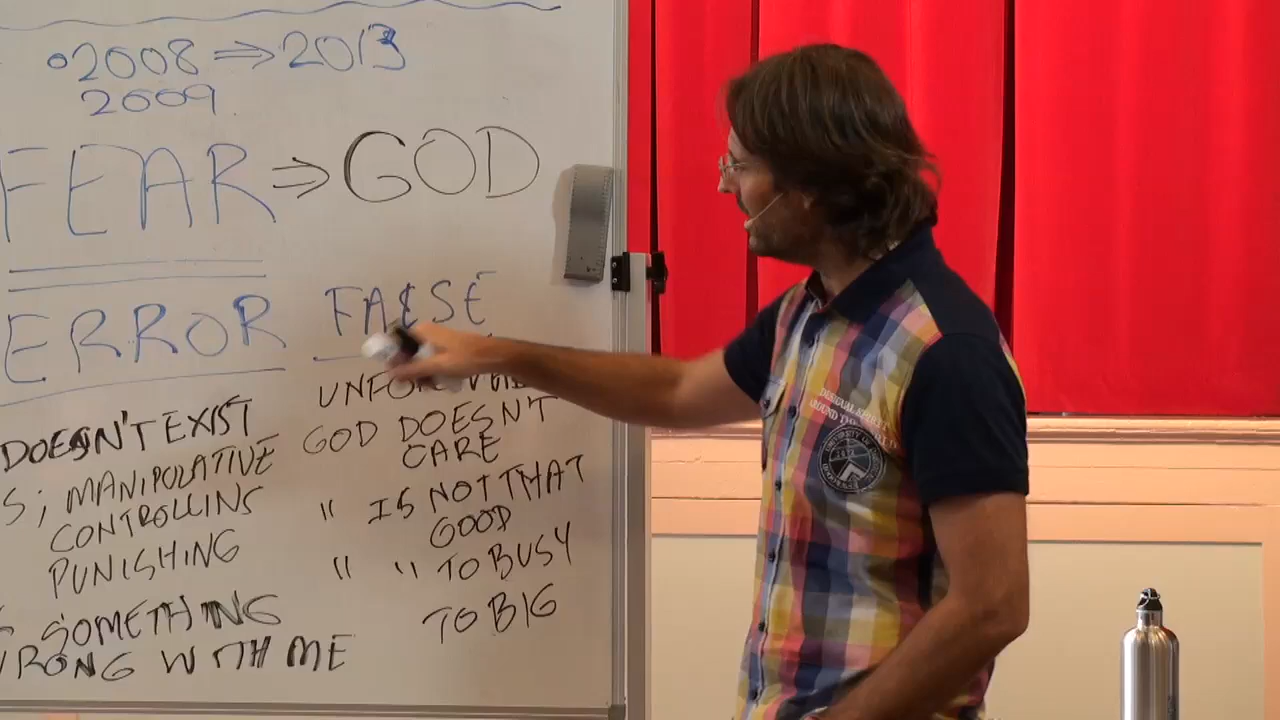 2008 ⇒ 2013
2009
FEAR ⇒ GOD
ERROR FALSE
DOESN'T EXIST
S; MANIPULATIVE
CONTROLLINS
PUNISHING
SOMETHING
WRONG WITH ME
GOD DOESN'T
CARE
" IS NOT THAT
GOOD
" " TO BUSY
TO BIG